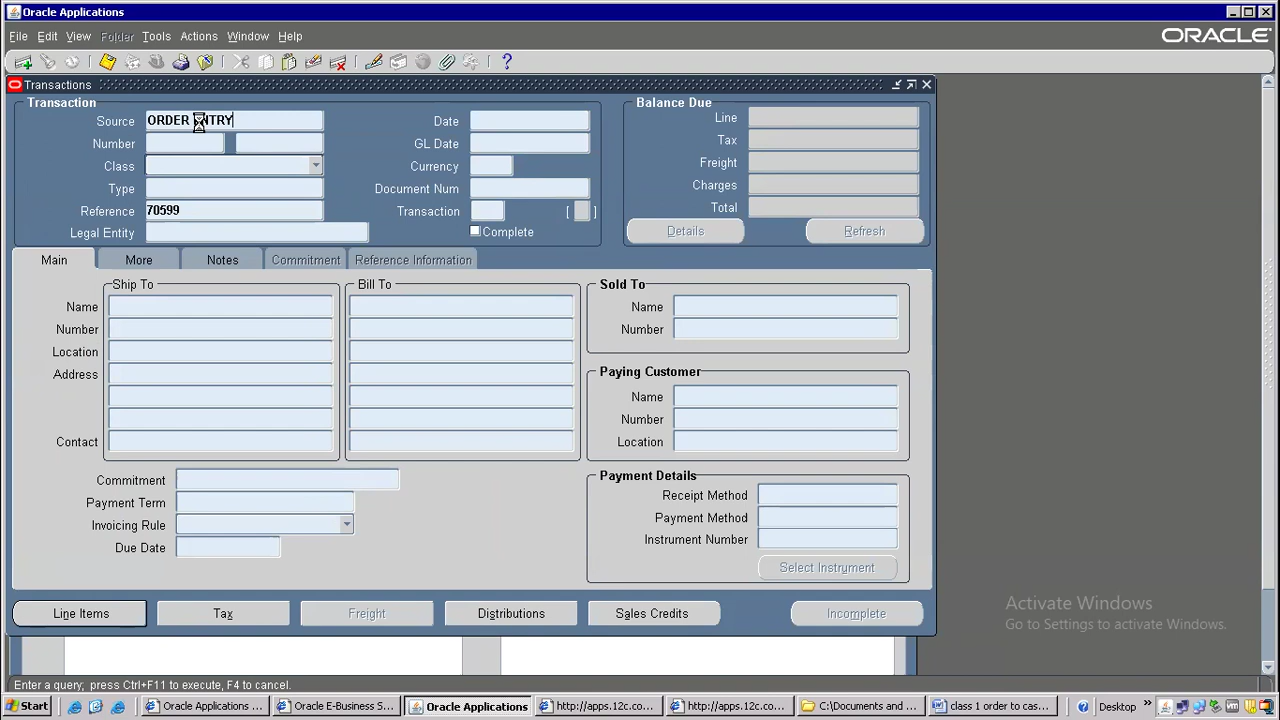 Oracle Applications
File Edit View Folder Tools Actions Window Help
ORACLE
Transactions
Transaction
Balance Due
Source ORDER ENTRY Date Line
Number GL Date Tax
Class Currency Freight
Type Document Num Charges
Reference 70599 Transaction [ ] Total
Legal Entity Complete Details Refresh
Main More Notes Commitment Reference Information
Ship To Bill To Sold To
Name Name
Number Number
Location
Address Paying Customer
Name
Number
Contact Location
Commitment Payment Details
Payment Term Receipt Method
Invoicing Rule Payment Method
Due Date Instrument Number
Select Instrument
Line Items Tax Freight Distributions Sales Credits Incomplete
Activate Windows
Go to Settings to activate Windows.
Enter a query; press Ctrl+F11 to execute, F4 to cancel.
Start Oracle Applications'... Oracle E-Business S... Oracle Applications http://apps.12c.com... http://apps.12c.co... C:\Documents and ... class 1 order to cas... Desktop